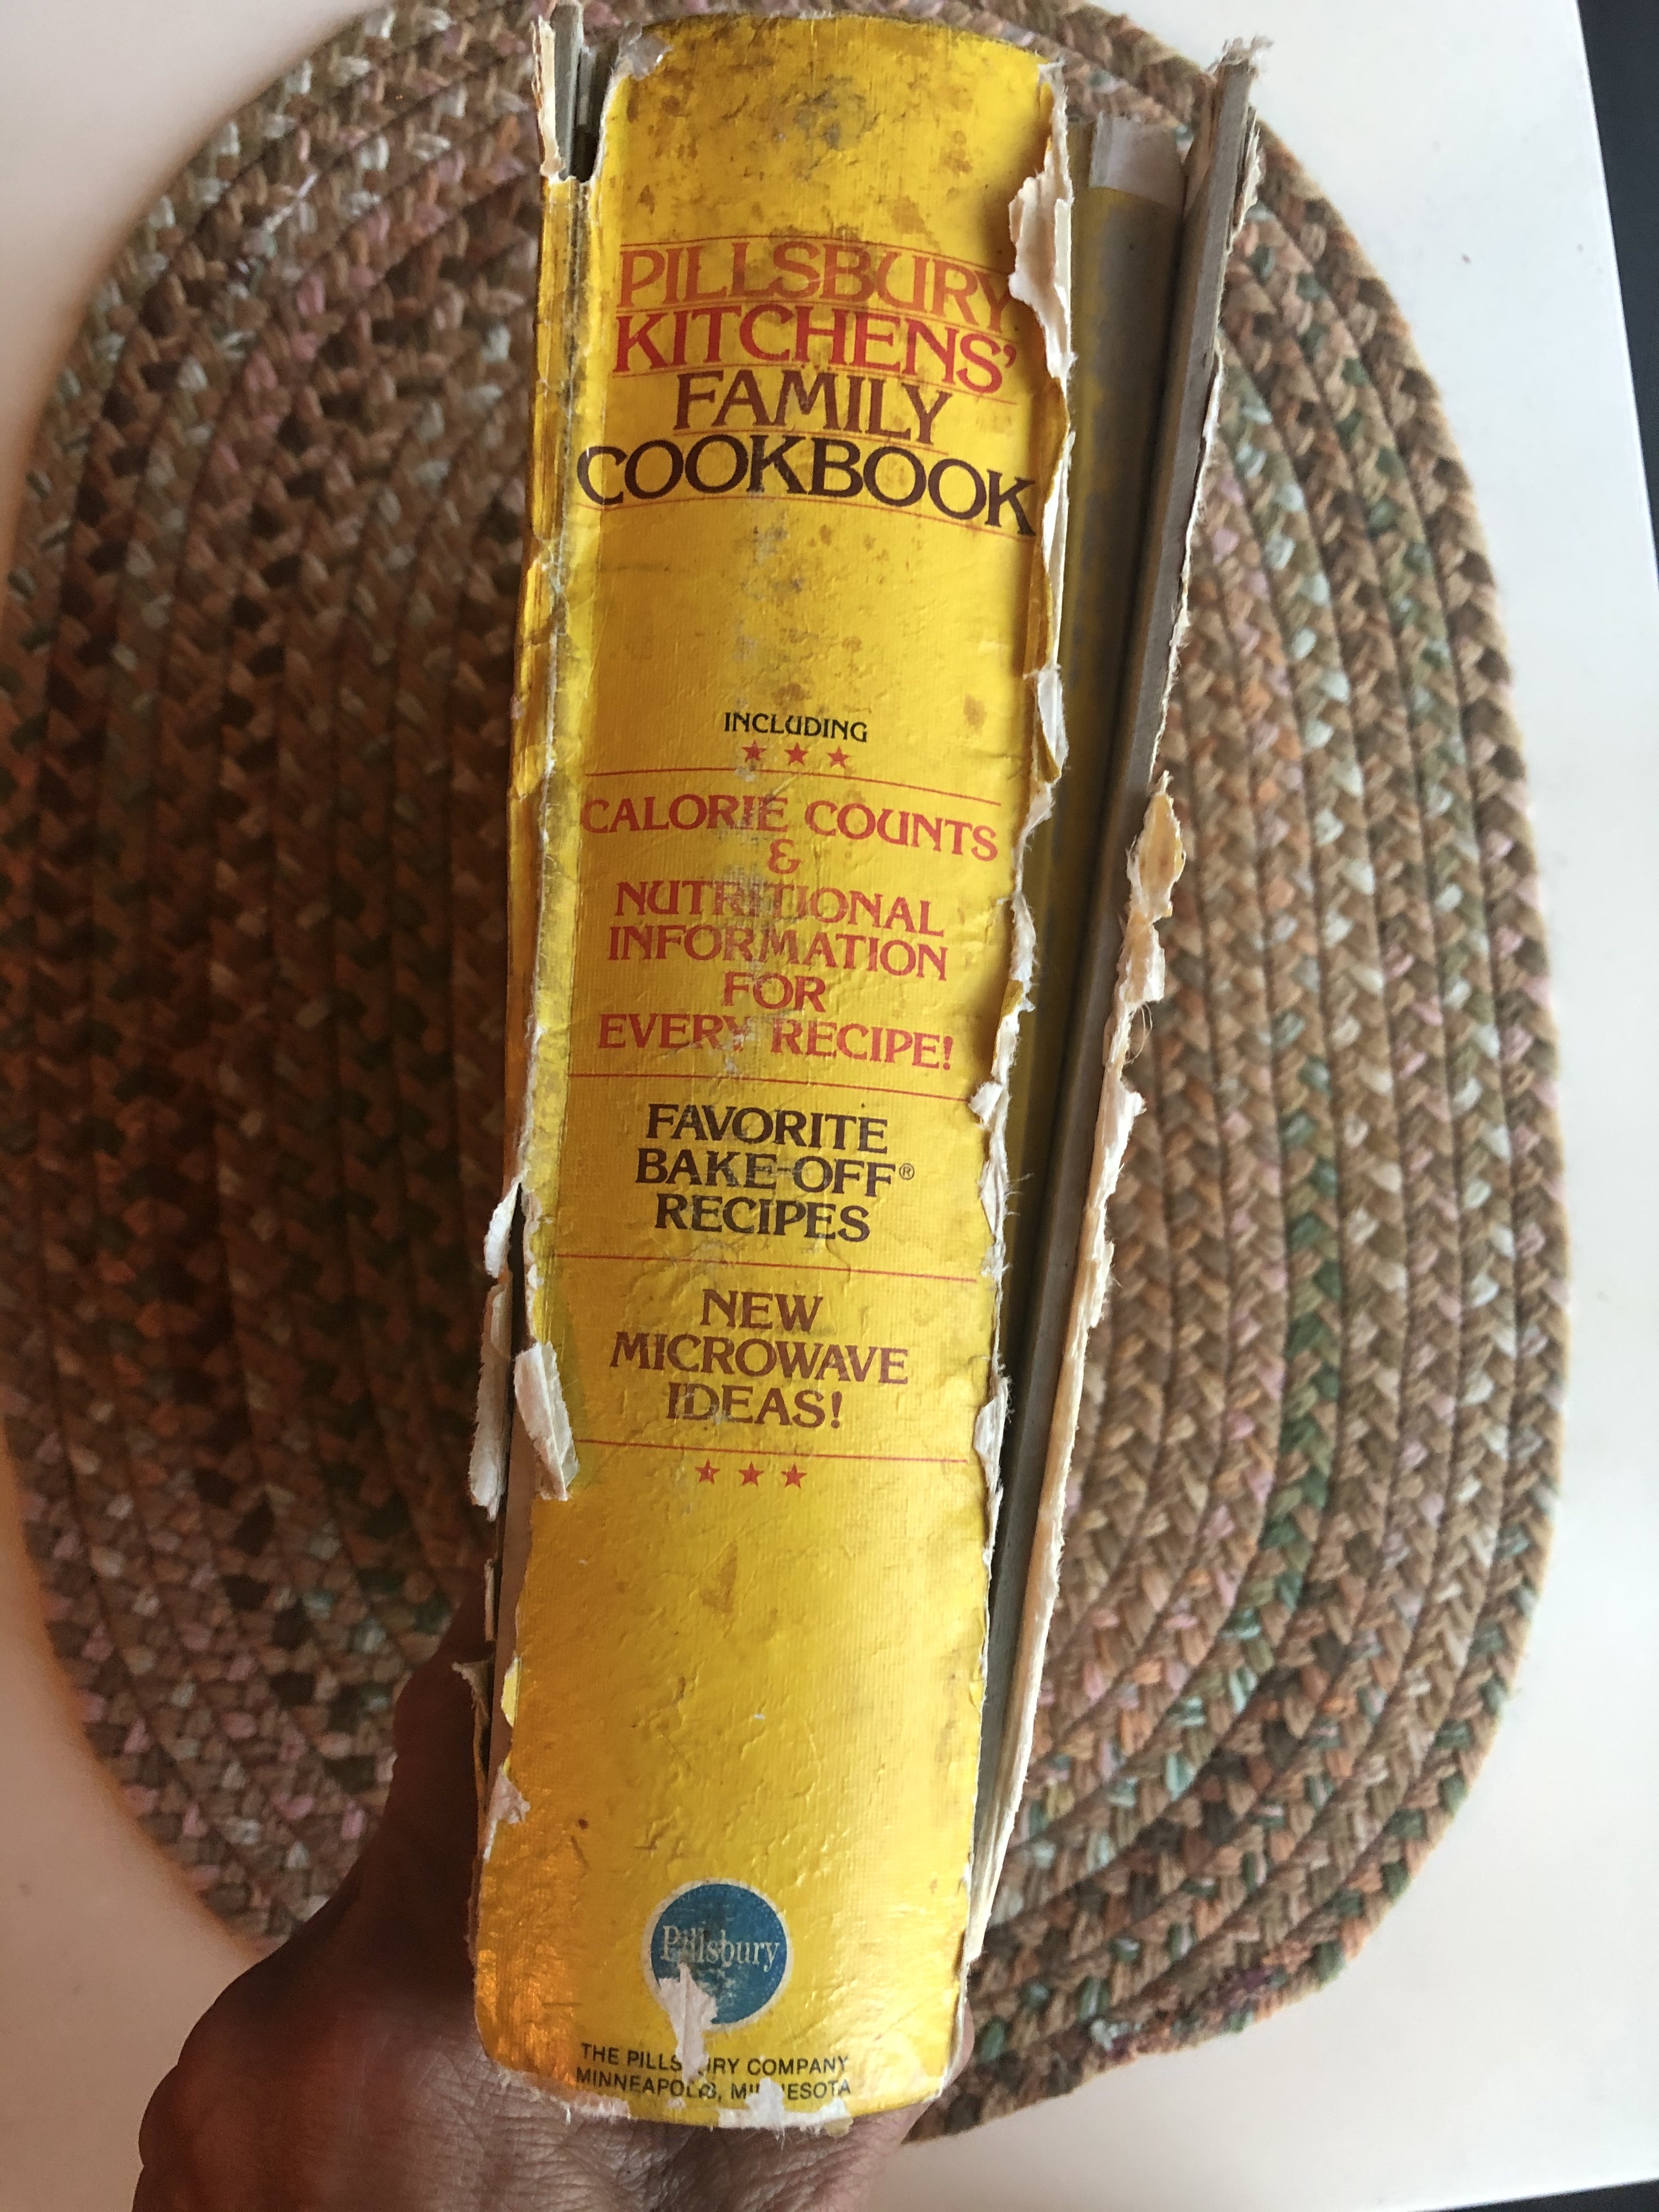 PILLSBURY
KITCHENS'
FAMILY
COOKBOOK
INCLUDING
CALORIE COUNTS
&
NUTRITIONAL
INFORMATION
FOR
EVERY RECIPE!
FAVORITE
BAKE-OFF®
RECIPES
NEW
MICROWAVE
IDEAS!
Pillsbury
THE PILLSBURY COMPANY
MINNEAPOLIS, MINNESOTA